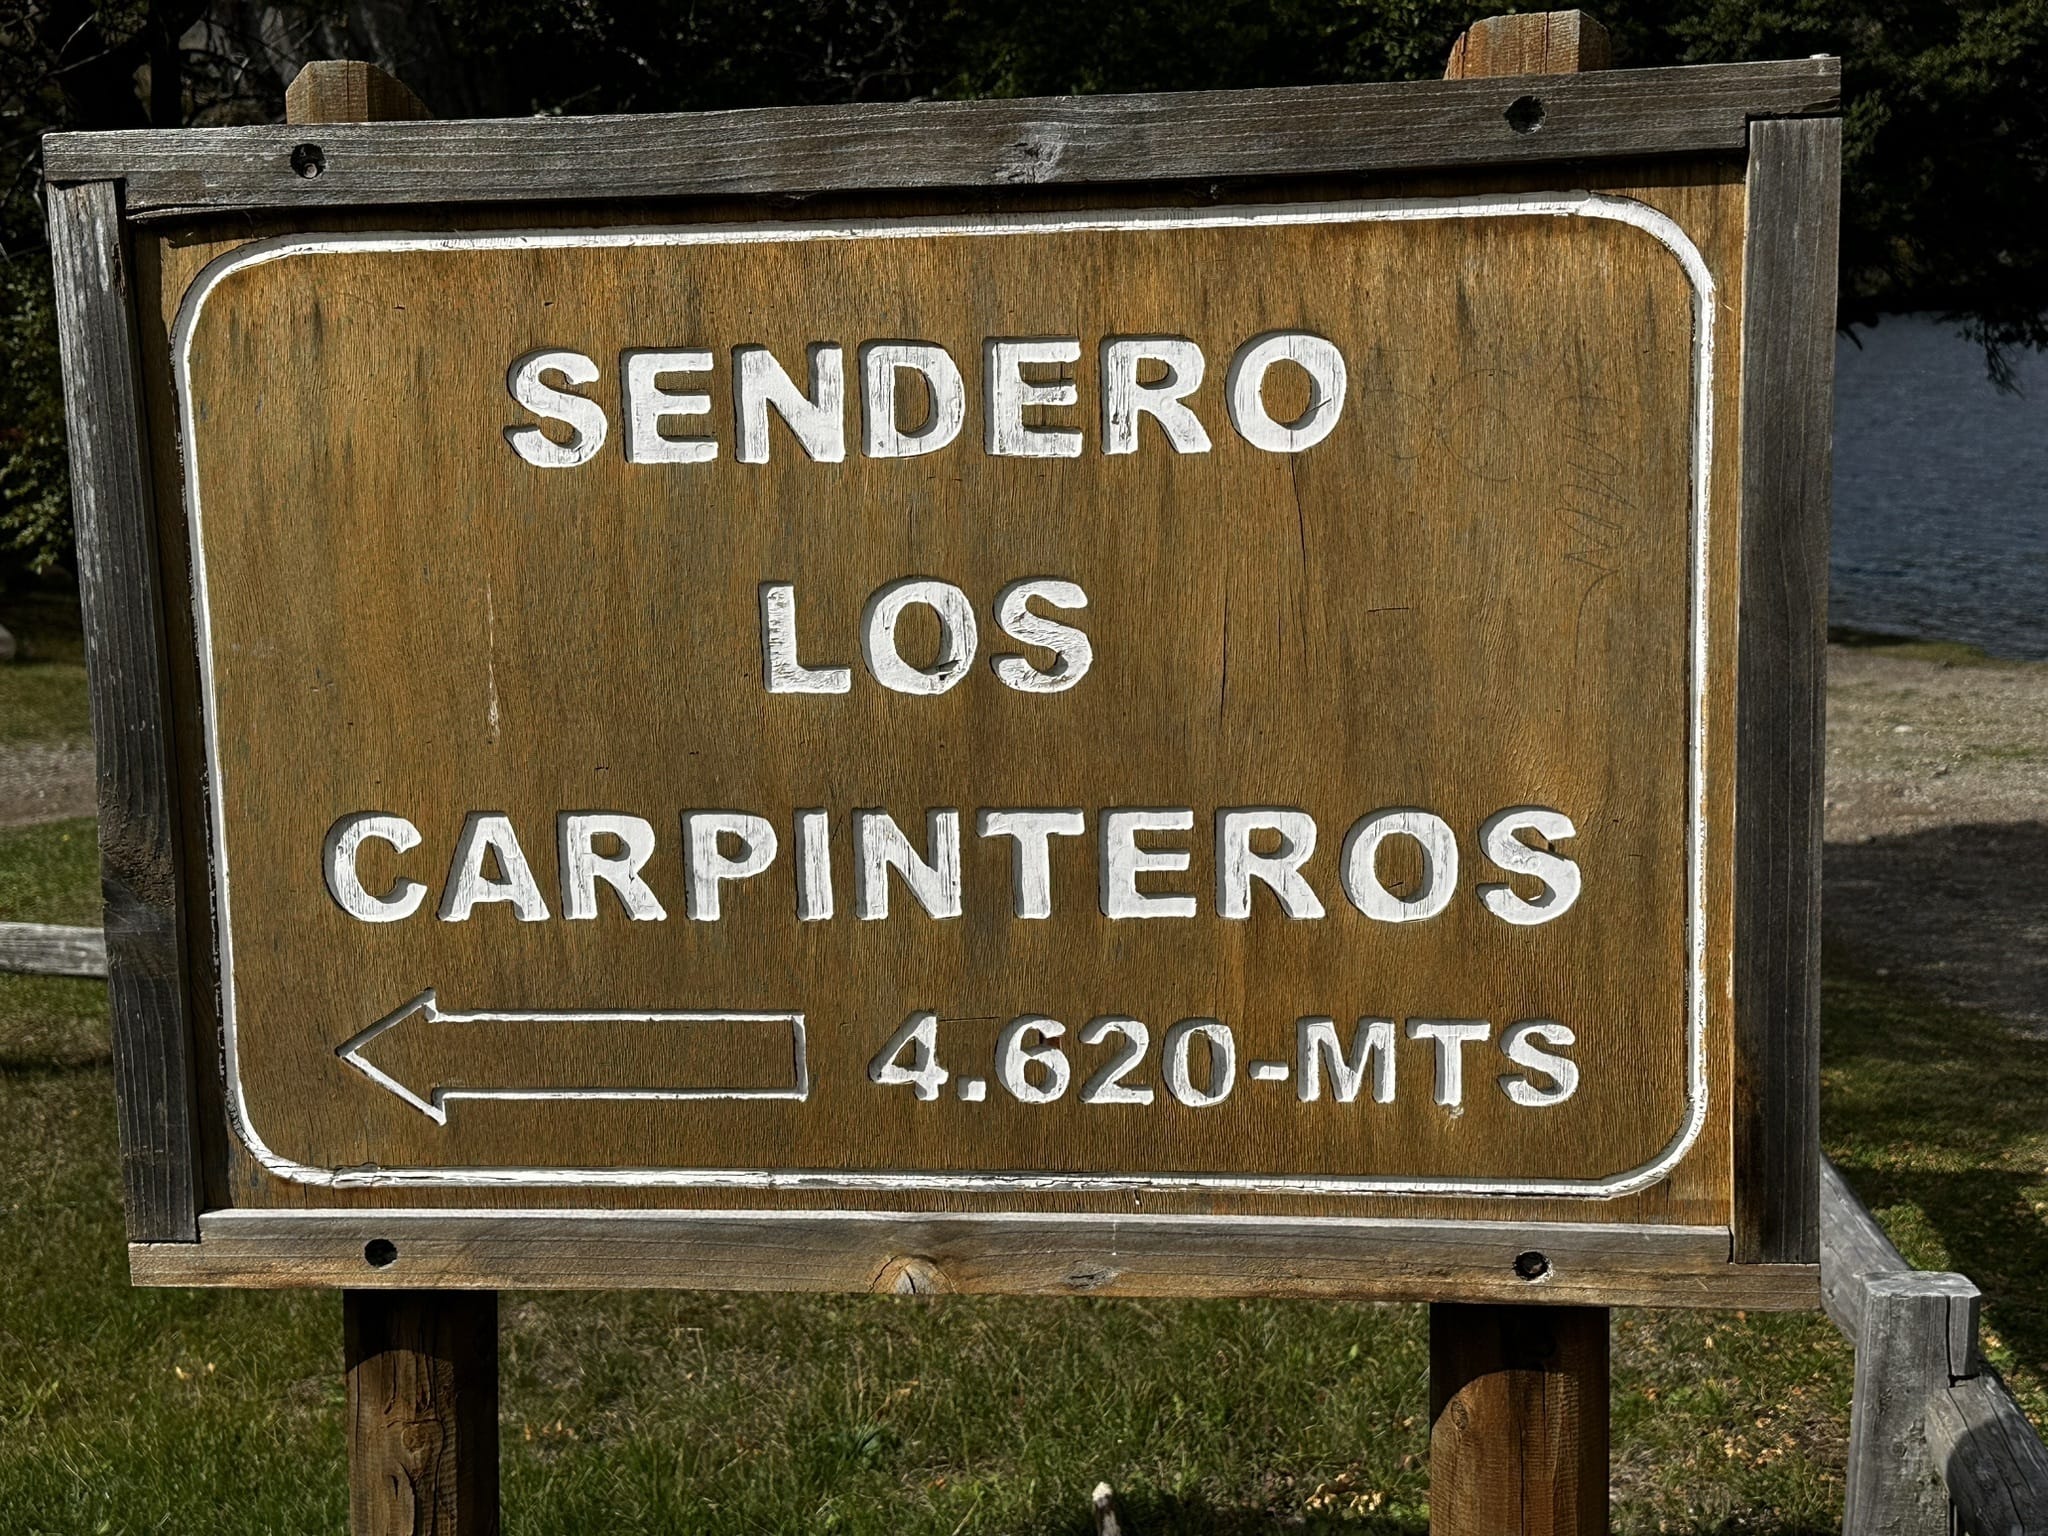 SENDERO
LOS
CARPINTEROS
4.620-MTS